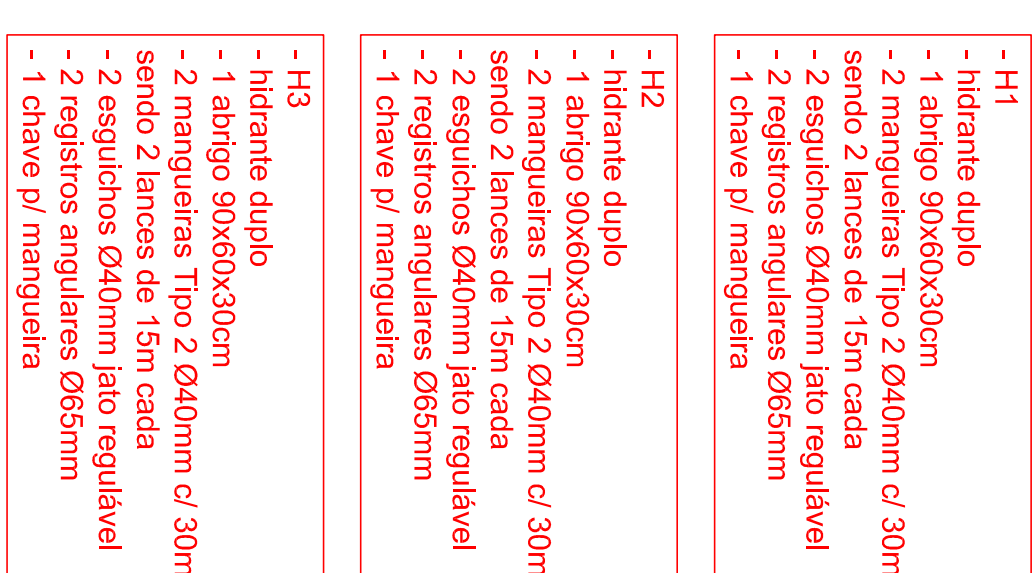 - H1
- hidrante duplo
- 1 abrigo 90x60x30cm
- 2 mangueiras Tipo 2 Ø40mm c/ 30m
sendo 2 lances de 15m cada
- 2 esguichos Ø40mm jato regulável
- 2 registros angulares Ø65mm
- 1 chave p/ mangueira
- H2
- hidrante duplo
- 1 abrigo 90x60x30cm
- 2 mangueiras Tipo 2 Ø40mm c/ 30m
sendo 2 lances de 15m cada
- 2 esguichos Ø40mm jato regulável
- 2 registros angulares Ø65mm
- 1 chave p/ mangueira
- H3
- hidrante duplo
- 1 abrigo 90x60x30cm
- 2 mangueiras Tipo 2 Ø40mm c/ 30m
sendo 2 lances de 15m cada
- 2 esguichos Ø40mm jato regulável
- 2 registros angulares Ø65mm
- 1 chave p/ mangueira